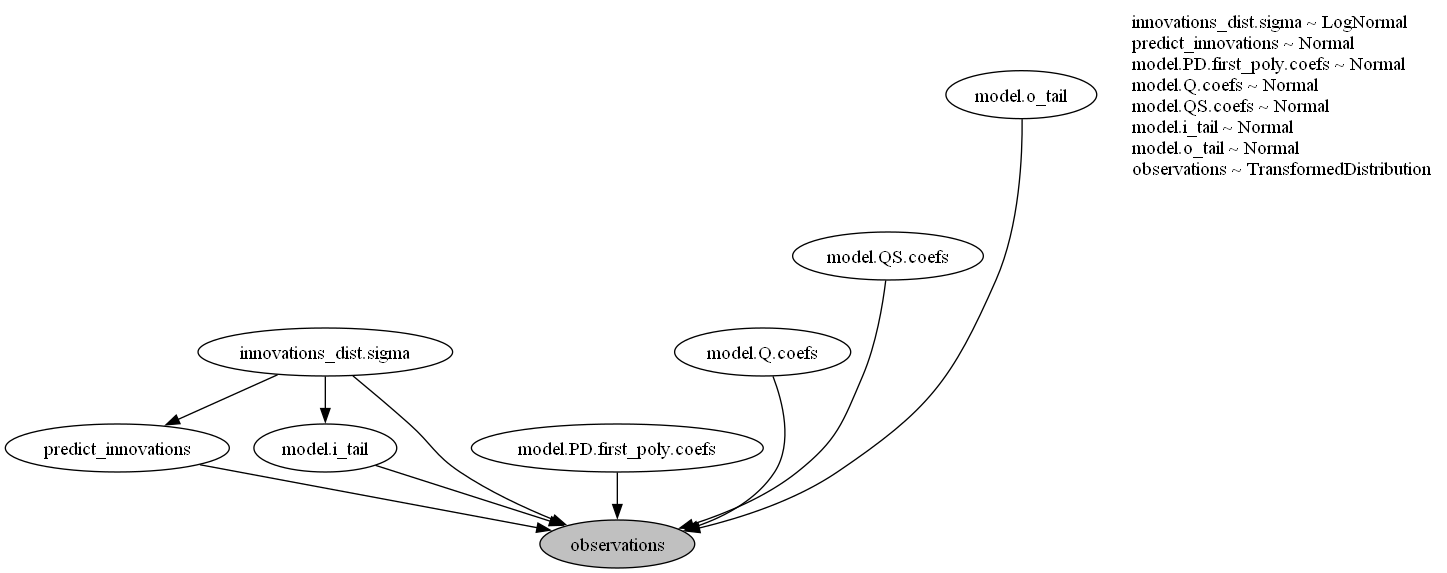 innovations_dist.sigma ~ LogNormal
predict_innovations ~ Normal
model.PD.first_poly.coefs ~ Normal
model.Q.coefs ~ Normal
model.QS.coefs ~ Normal
model.i_tail ~ Normal
model.o_tail ~ Normal
observations ~ TransformedDistribution
model.o_tail
model.QS.coefs
innovations_dist.sigma
model.Q.coefs
predict_innovations
model.i_tail
model.PD.first_poly.coefs
observations